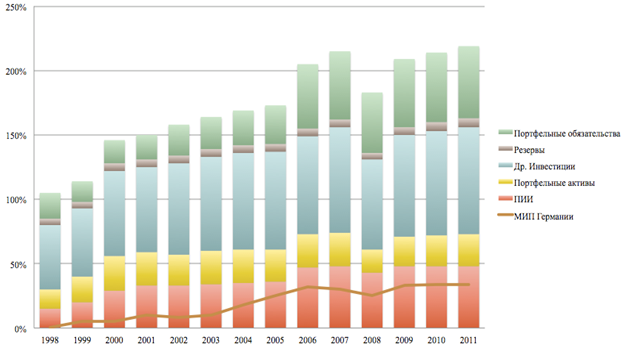 250%
200%
150%
100%
50%
0%
1998 1999 2000 2001 2002 2003 2004 2005 2006 2007 2008 2009 2010 2011
Портфельные обязательства
Резервы
Др. Инвестиции
Портфельные активы
ПИИ
МИП Германии